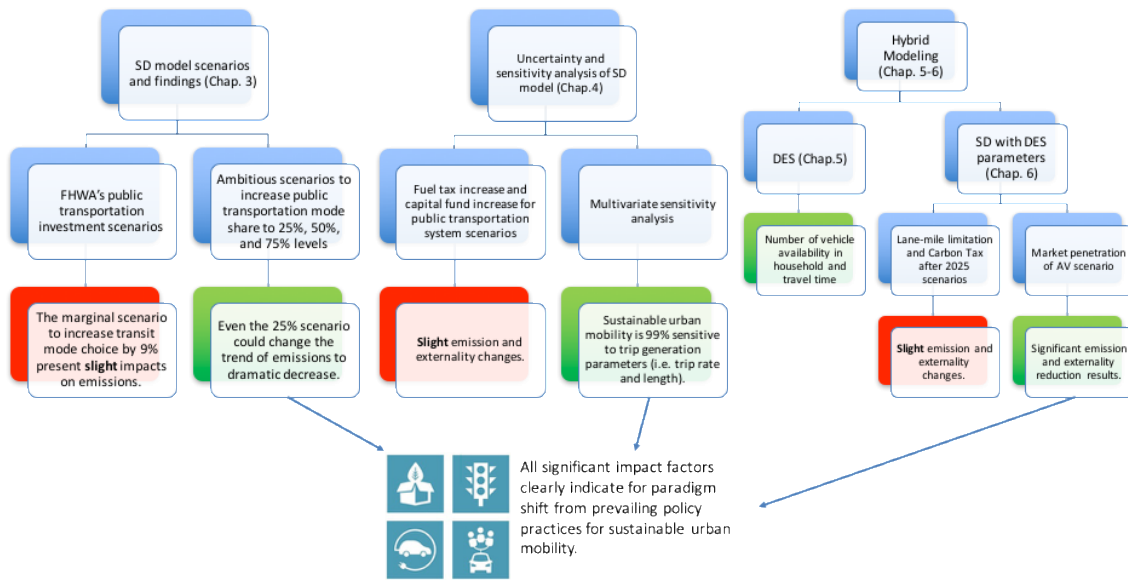 SD model scenarios
and findings (Chap. 3)
FHWA's public
transportation
investment scenarios
The marginal scenario
to increase transit
mode choice by 9%
present slight impacts
on emissions.
Ambitious scenarios to
increase public
transportation mode
share to 25%, 50%,
and 75% levels
Even the 25% scenario
could change the
trend of emissions to
dramatic decrease.
Uncertainty and
sensitivity analysis of SD
model (Chap.4)
Fuel tax increase and
capital fund increase for
public transportation
system scenarios
Slight emission and
externality changes.
Multivariate sensitivity
analysis
Sustainable urban
mobility is 99% sensitive
to trip generation
parameters (i.e. trip rate
and length).
Hybrid
Modeling
(Chap. 5-6)
DES (Chap.5)
Number of vehicle
availability in
household and
travel time
SD with DES
parameters
(Chap. 6)
Lane-mile limitation
and Carbon Tax
after 2025
scenarios
Slight emission and
externality
changes.
Market penetration
of AV scenario
Significant emission
and externality
reduction results.
All significant impact factors
clearly indicate for paradigm
shift from prevailing policy
practices for sustainable urban
mobility.